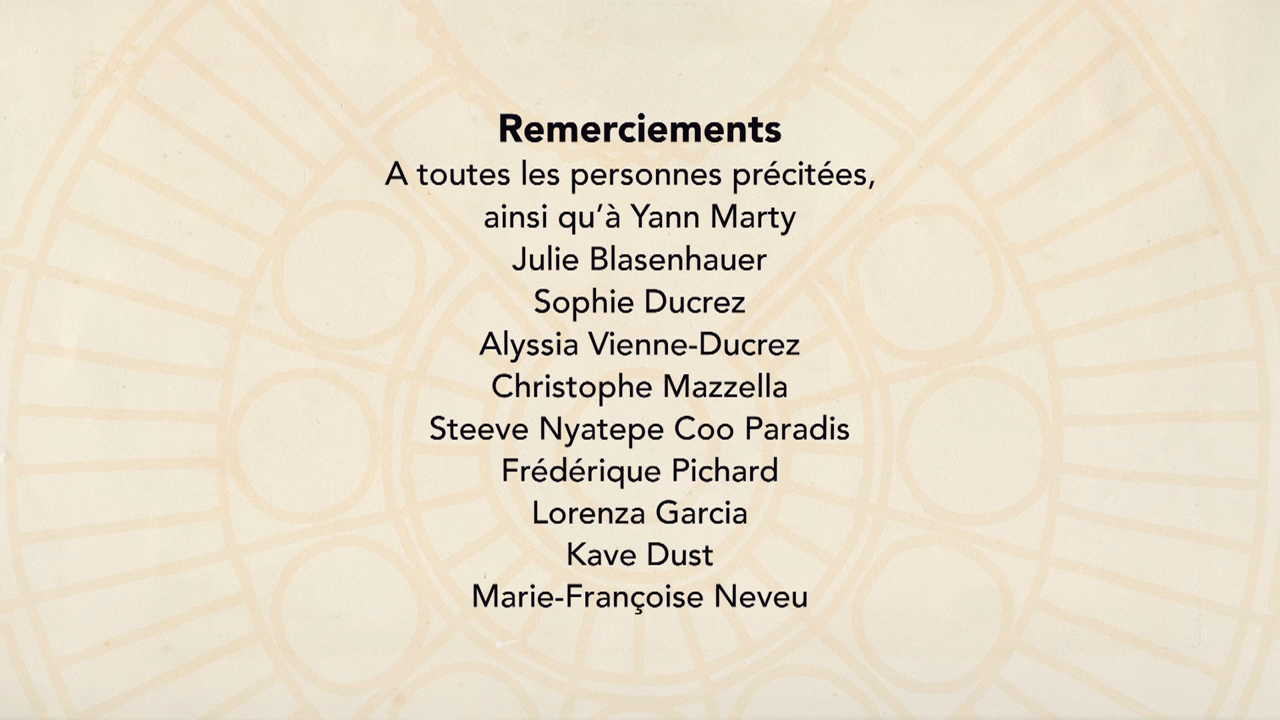 Remerciements
A toutes les personnes précitées,
ainsi qu’à Yann Marty
Julie Blasenhauer
Sophie Ducrez
Alyssia Vienne-Ducrez
Christophe Mazzella
Steeve Nyatepe Coo Paradis
Frédérique Pichard
Lorenza Garcia
Kave Dust
Marie-Françoise Neveu